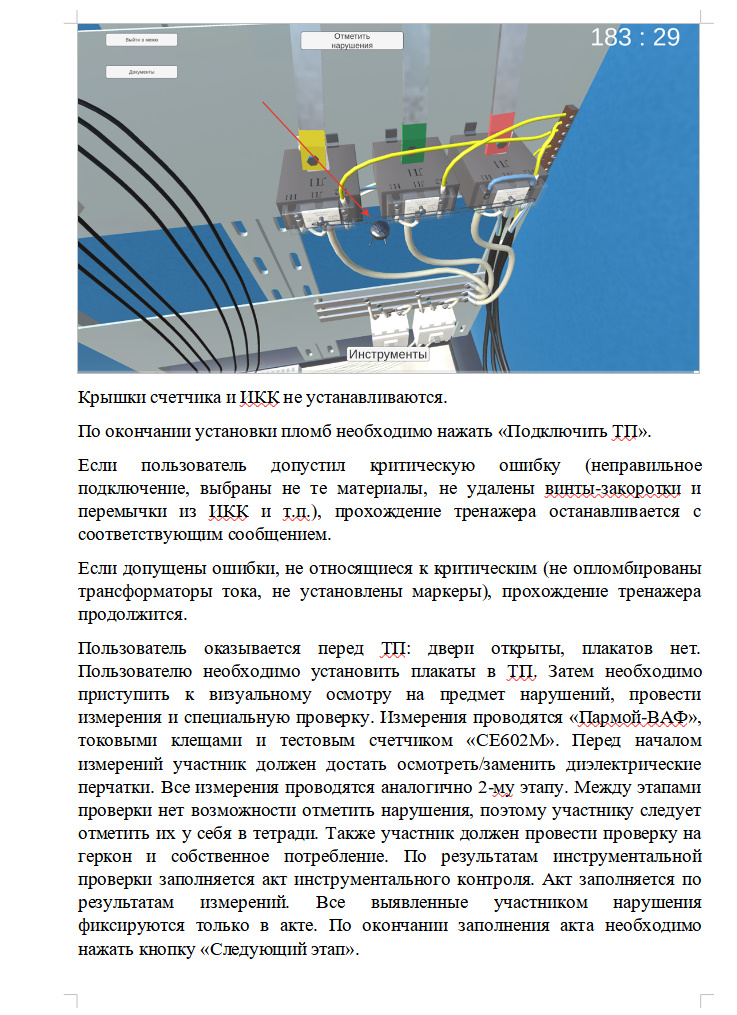 Выйти в меню
Отметить
нарушения
183 : 29
Документы
Инструменты
Крышки счетчика и ИКК не устанавливаются.
По окончании установки пломб необходимо нажать «Подключить ТП».
Если пользователь допустил критическую ошибку (неправильное
подключение, выбраны не те материалы, не удалены винты-закоротки и
перемычки из ИКК и т.п.), прохождение тренажера останавливается с
соответствующим сообщением.
Если допущены ошибки, не относящиеся к критическим (не опломбированы
трансформаторы тока, не установлены маркеры), прохождение тренажера
продолжится.
Пользователь оказывается перед ТП: двери открыты, плакатов нет.
Пользователю необходимо установить плакаты в ТП. Затем необходимо
приступить к визуальному осмотру на предмет нарушений, провести
измерения и специальную проверку. Измерения проводятся «Пармой-ВАФ»,
токовыми клещами и тестовым счетчиком «СЕ602М». Перед началом
измерений участник должен достать осмотреть/заменить диэлектрические
перчатки. Все измерения проводятся аналогично 2-му этапу. Между этапами
проверки нет возможности отметить нарушения, поэтому участнику следует
отметить их у себя в тетради. Также участник должен провести проверку на
геркон и собственное потребление. По результатам инструментальной
проверки заполняется акт инструментального контроля. Акт заполняется по
результатам измерений. Все выявленные участником нарушения
фиксируются только в акте. По окончании заполнения акта необходимо
нажать кнопку «Следующий этап».